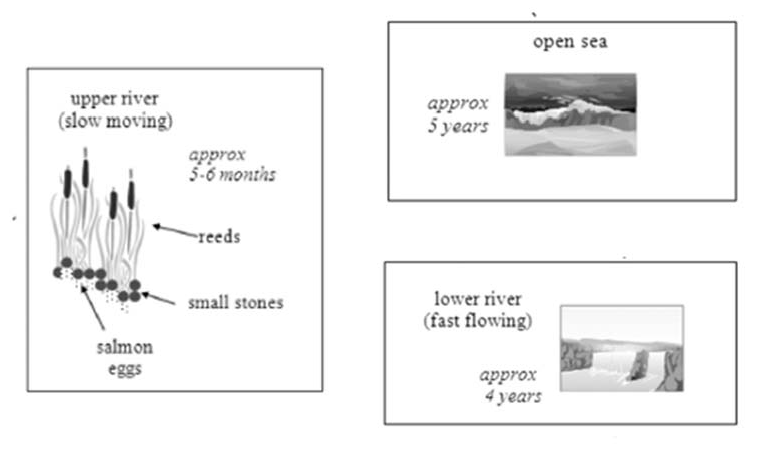 upper river
(slow moving)
approx
5-6 months
reeds
small stones
salmon
eggs
open sea
approx
5 years
lower river
(fast flowing)
approx
4 years